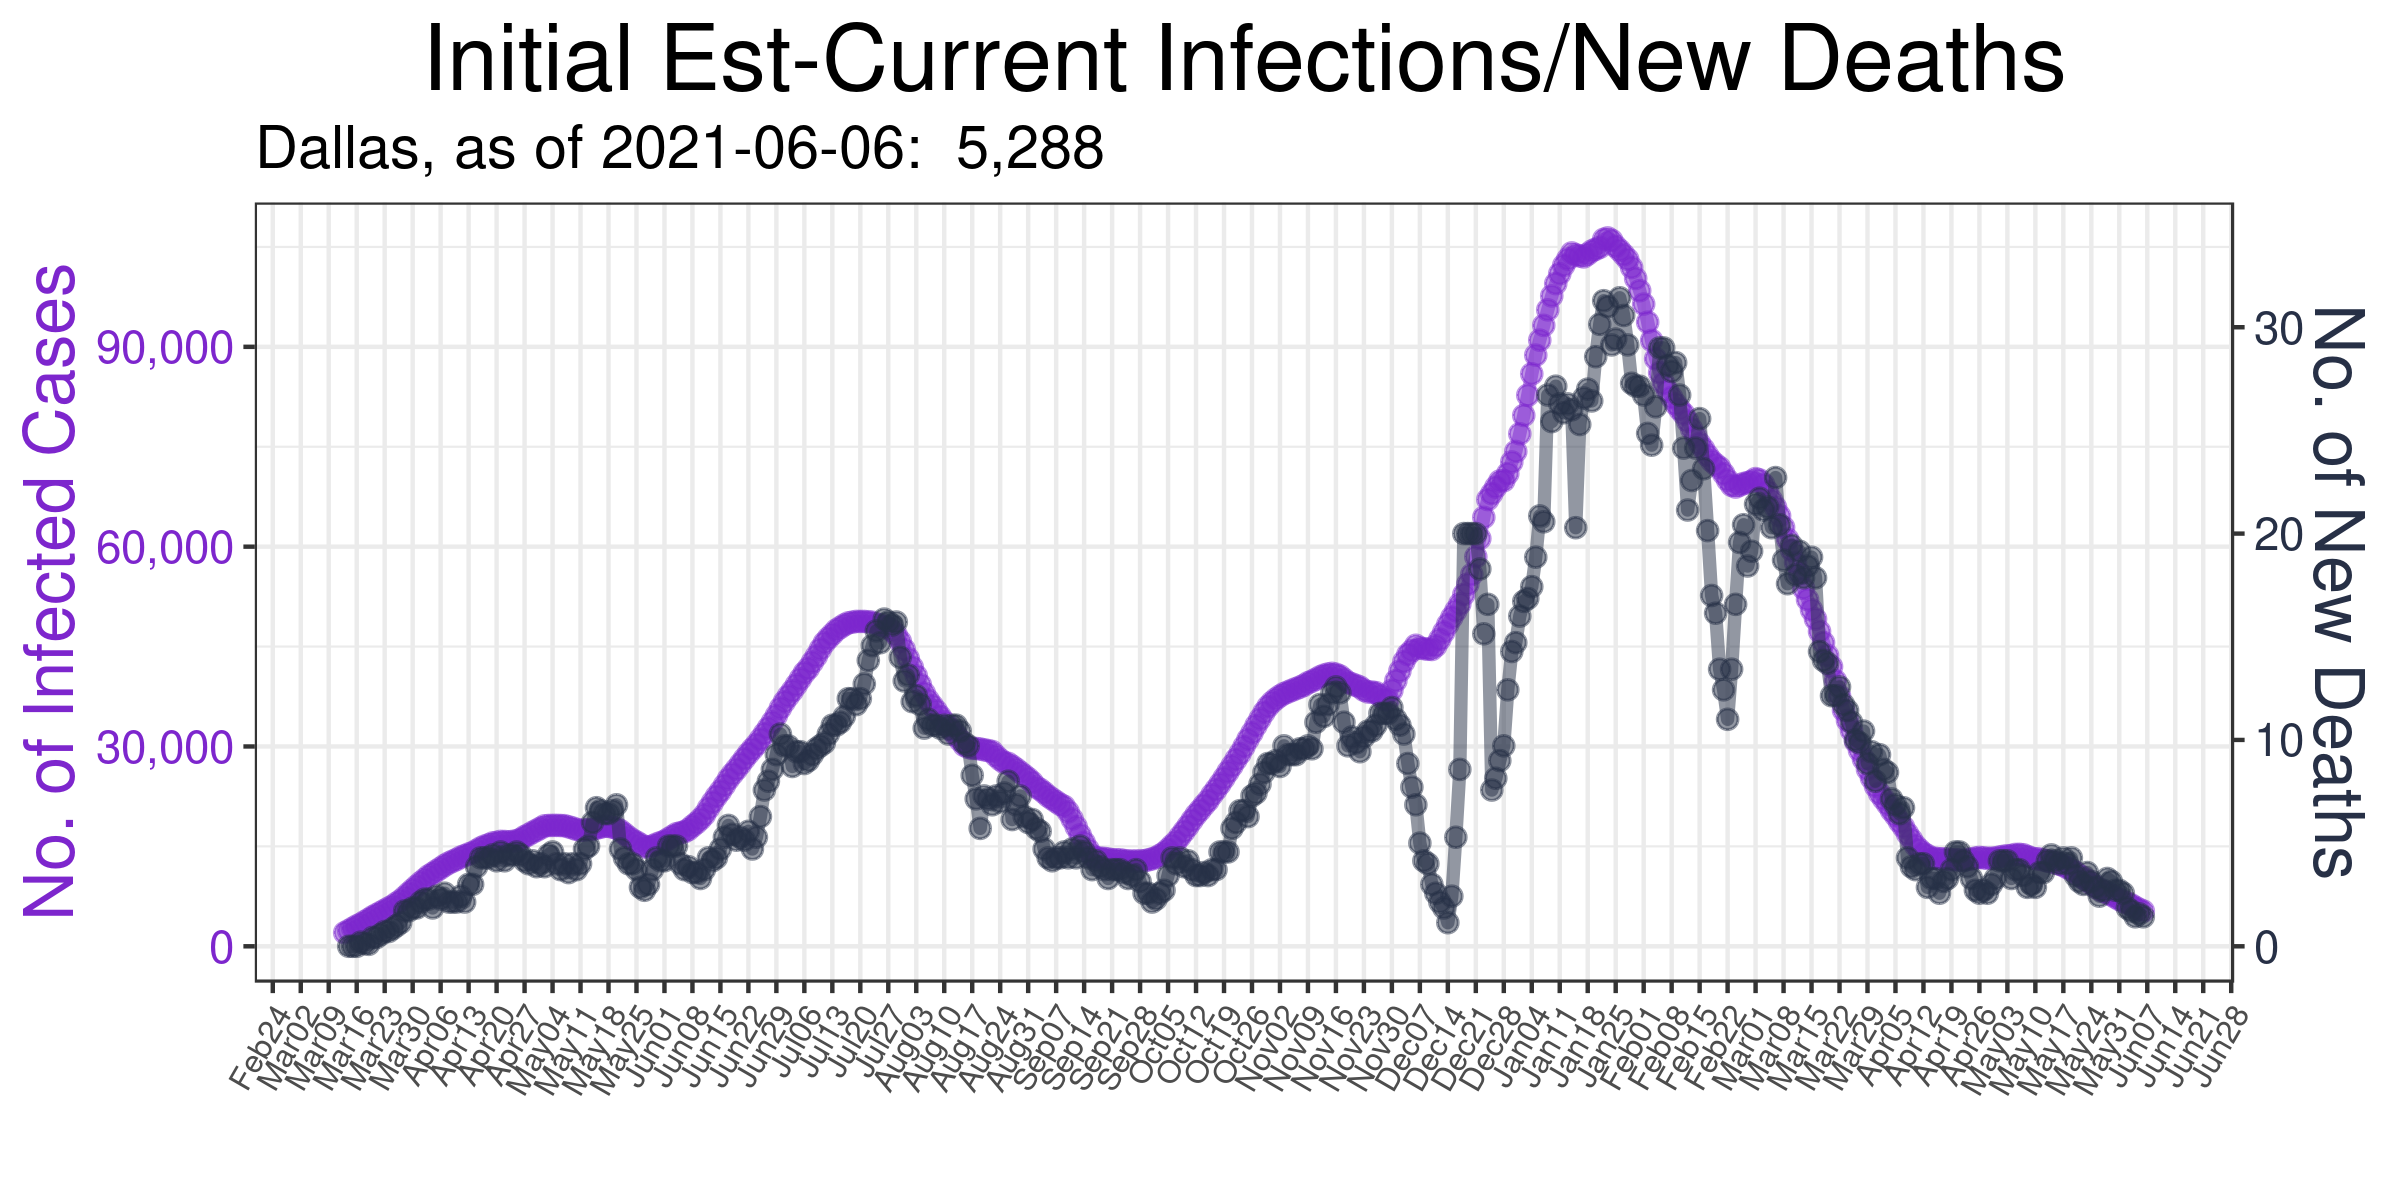 Initial Est-Current Infections/New Deaths
Dallas, as of 2021-06-06: 5,288
No. of Infected Cases
90,000
60,000
30,000
0
30
20
10
0
No. of New Deaths
Feb24
Mar02
Mar09
Mar16
Mar23
Mar30
Apr06
Apr13
Apr20
Apr27
May04
May11
May18
May25
Jun01
Jun08
Jun15
Jun22
Jun29
Jul06
Jul13
Jul20
Jul27
Aug03
Aug10
Aug17
Aug24
Aug31
Sep07
Sep14
Sep21
Sep28
Oct05
Oct12
Oct19
Oct26
Nov02
Nov09
Nov16
Nov23
Nov30
Dec07
Dec14
Dec21
Dec28
Jan04
Jan11
Jan18
Jan25
Feb01
Feb08
Feb15
Feb22
Mar01
Mar08
Mar15
Mar22
Mar29
Apr05
Apr12
Apr19
Apr26
May03
May10
May17
May24
May31
Jun07
Jun14
Jun21
Jun28